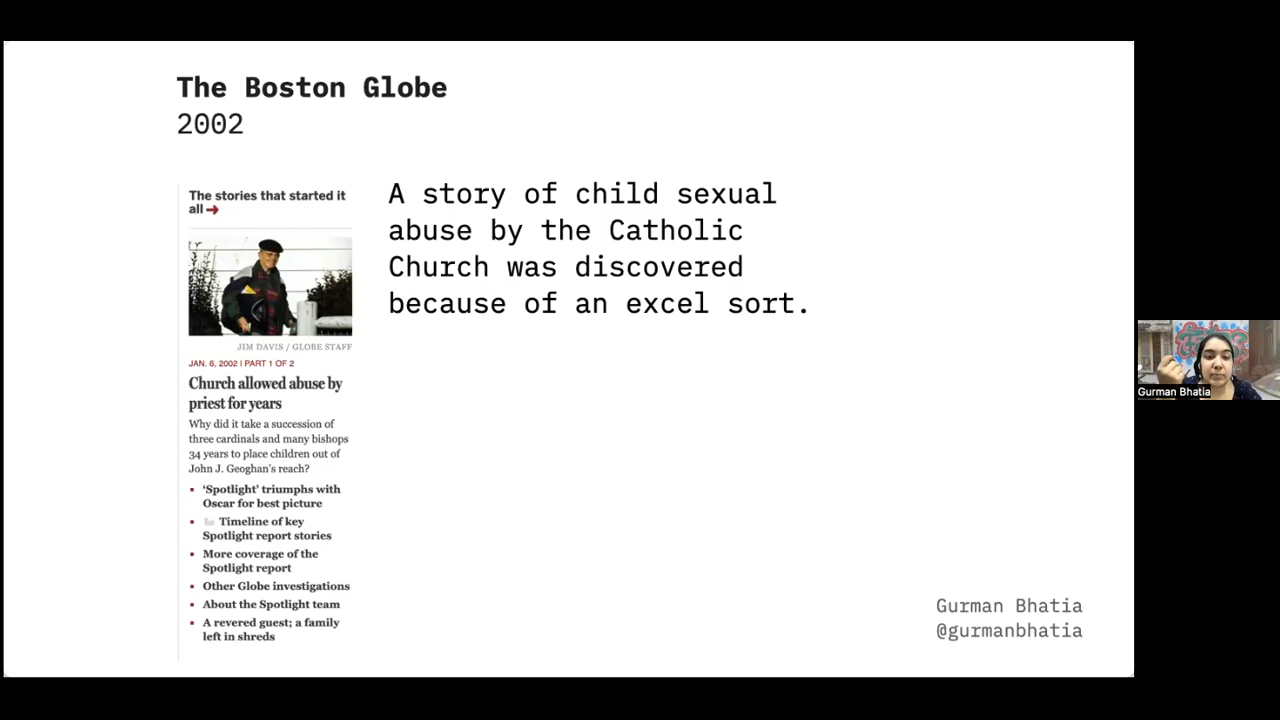 The Boston Globe
2002
The stories that started it
all →
JIM DAVIS / GLOBE STAFF
JAN. 6, 2002 | PART 1 OF 2
Church allowed abuse by
priest for years
Why did it take a succession of
three cardinals and many bishops
34 years to place children out of
John J. Geoghan's reach?
▪ ‘Spotlight’ triumphs with
Oscar for best picture
▪ Timeline of key
Spotlight report stories
▪ More coverage of the
Spotlight report
▪ Other Globe investigations
▪ About the Spotlight team
▪ A revered guest; a family
left in shreds
A story of child sexual
abuse by the Catholic
Church was discovered
because of an excel sort.
Gurman Bhatia
@gurmanbhatia
Gurman Bhatia